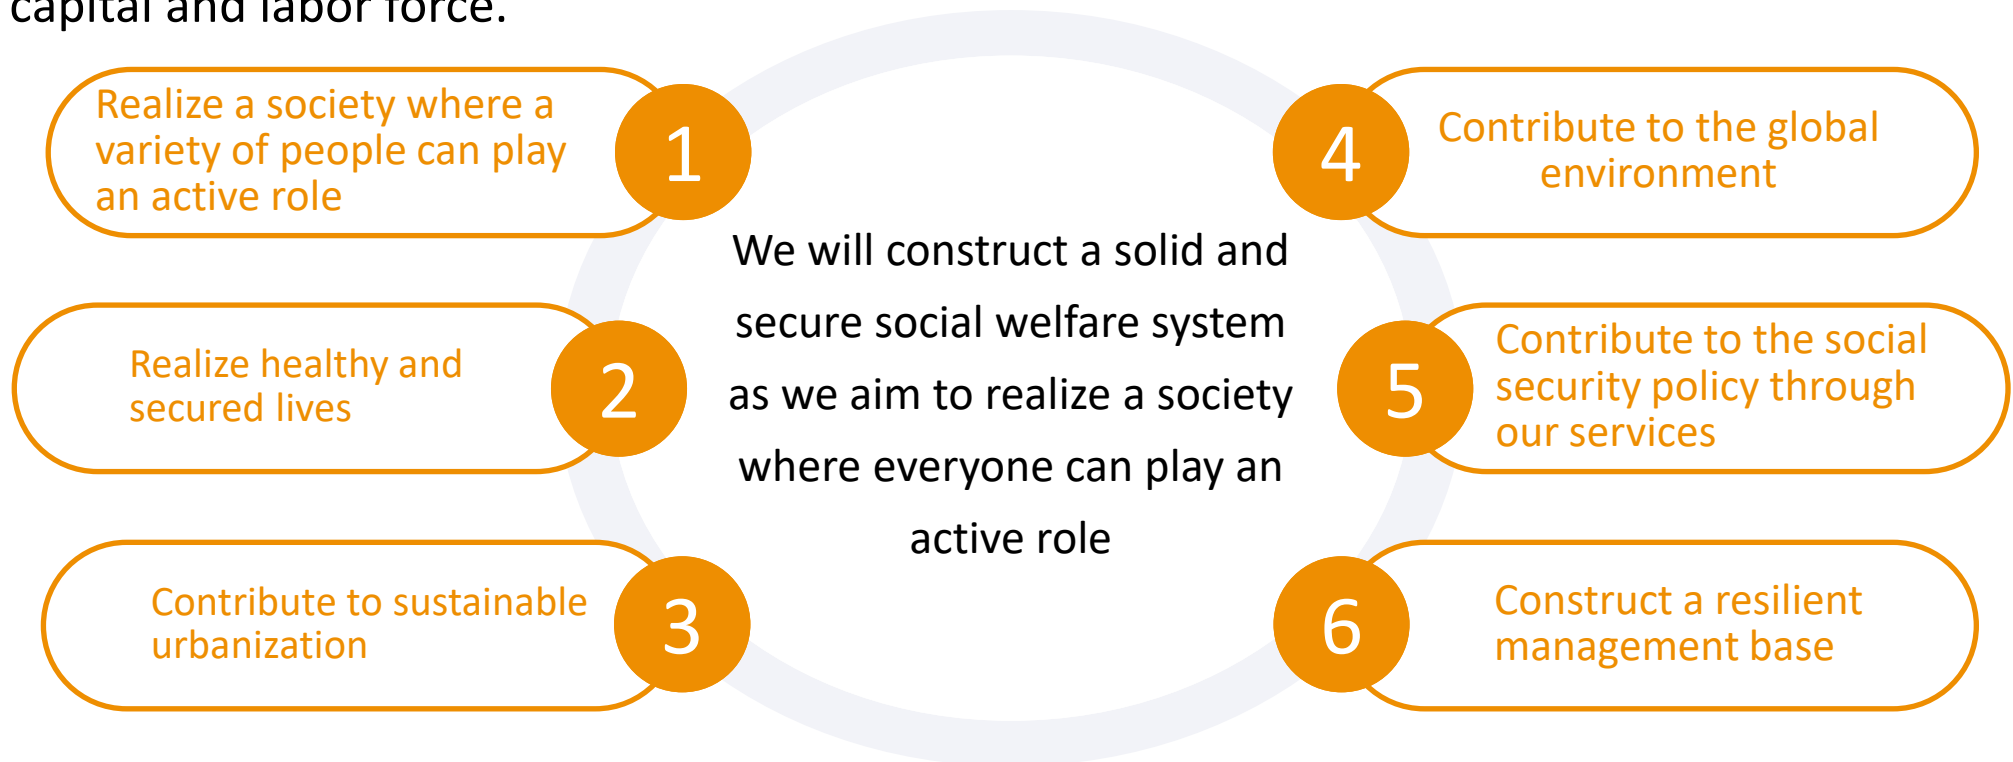 capital and labor force.
1
Realize a society where a
variety of people can play
an active role
2
Realize healthy and
secured lives
3
Contribute to sustainable
urbanization
We will construct a solid and
secure social welfare system
as we aim to realize a society
where everyone can play an
active role
4
Contribute to the global
environment
5
Contribute to the social
security policy through
our services
6
Construct a resilient
management base